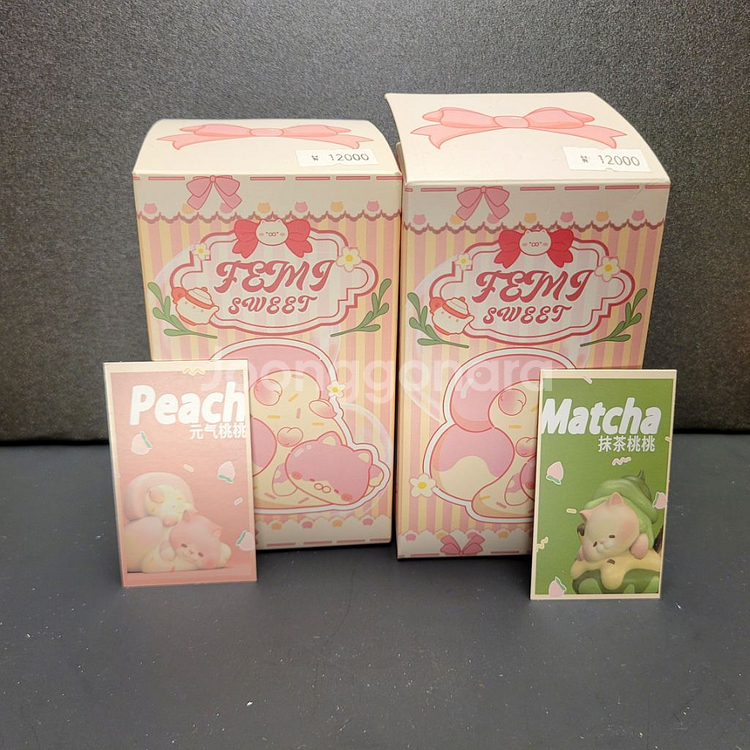 12000
12000
FEMI
SWEET
FEMI
SWEET
Joonggonara
Peach
元气桃桃
Matcha
抹茶桃桃